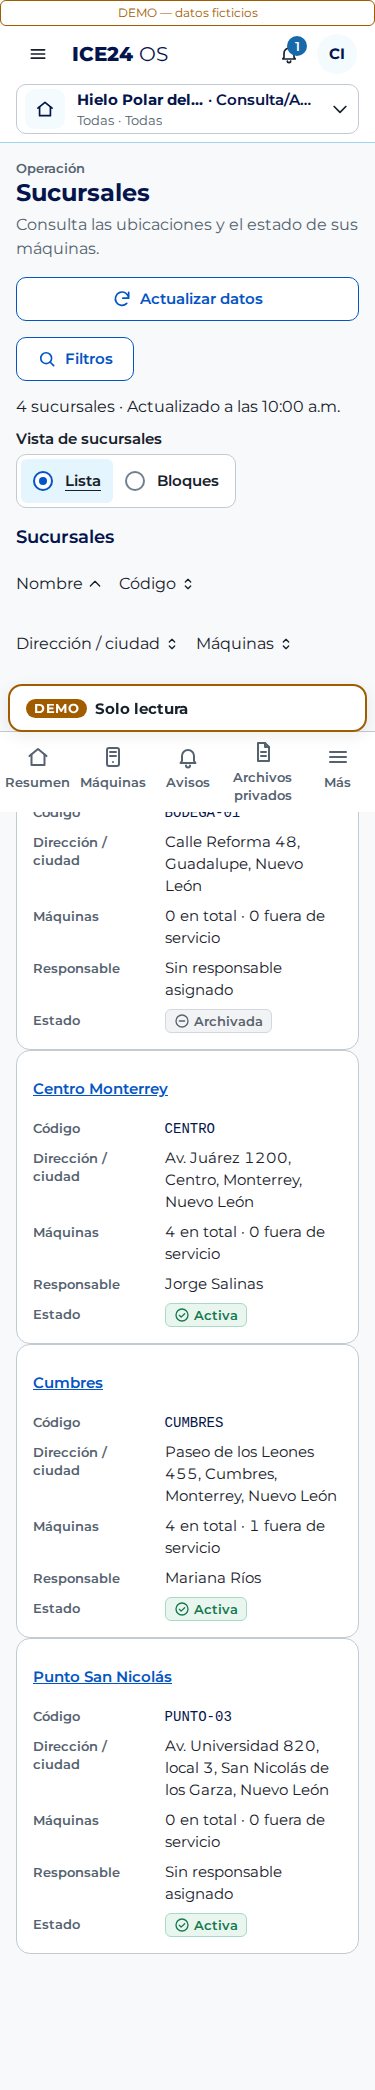 DEMO — datos ficticios
ICE24 OS
1
CI
Hielo Polar del... · Consulta/A...
Todas · Todas
Operación
Sucursales
Consulta las ubicaciones y el estado de sus
máquinas.
Actualizar datos
Filtros
4 sucursales · Actualizado a las 10:00 a.m.
Vista de sucursales
Lista
Bloques
Sucursales
Nombre
Código
Dirección / ciudad
Máquinas
DEMO Solo lectura
Resumen
Máquinas
Avisos
Archivos
privados
Más
Código
BODEGA-01
Dirección /
ciudad
Calle Reforma 48,
Guadalupe, Nuevo
León
Máquinas
0 en total · 0 fuera de
servicio
Responsable
Sin responsable
asignado
Estado
Archivada
Centro Monterrey
Código
CENTRO
Dirección /
ciudad
Av. Juárez 1200,
Centro, Monterrey,
Nuevo León
Máquinas
4 en total · 0 fuera de
servicio
Responsable
Jorge Salinas
Estado
Activa
Cumbres
Código
CUMBRES
Dirección /
ciudad
Paseo de los Leones
455, Cumbres,
Monterrey, Nuevo León
Máquinas
4 en total · 1 fuera de
servicio
Responsable
Mariana Ríos
Estado
Activa
Punto San Nicolás
Código
PUNTO-03
Dirección /
ciudad
Av. Universidad 820,
local 3, San Nicolás de
los Garza, Nuevo León
Máquinas
0 en total · 0 fuera de
servicio
Responsable
Sin responsable
asignado
Estado
Activa